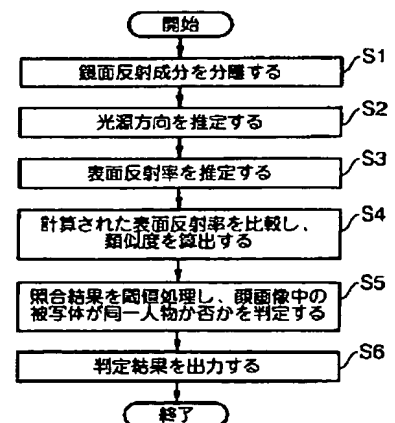 開始
鏡面反射成分を分離する
S1
光源方向を推定する
S2
表面反射率を推定する
S3
計算された表面反射率を比較し、
類似度を算出する
S4
照合結果を閾値処理し、顔画像中の
被写体が同一人物か否かを判定する
S5
判定結果を出力する
S6
終了